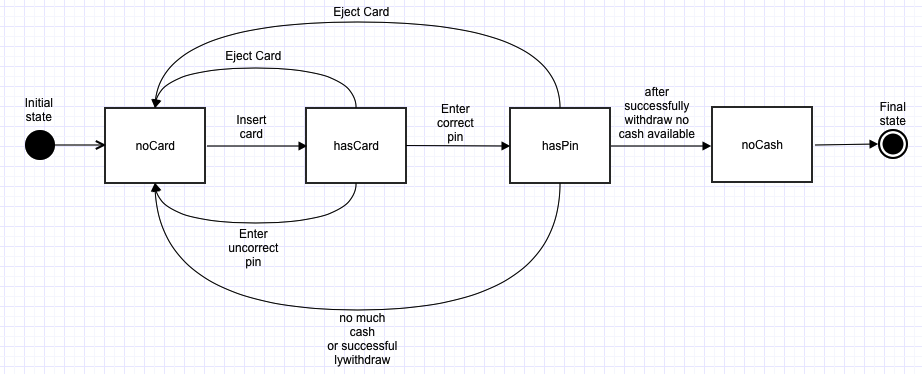 Eject Card
Eject Card
Initial
state
noCard
Insert
card
hasCard
Enter
correct
pin
hasPin
after
successfully
withdraw no
cash available
noCash
Final
state
Enter
uncorrect
pin
no much
cash
or successful
lywithdraw